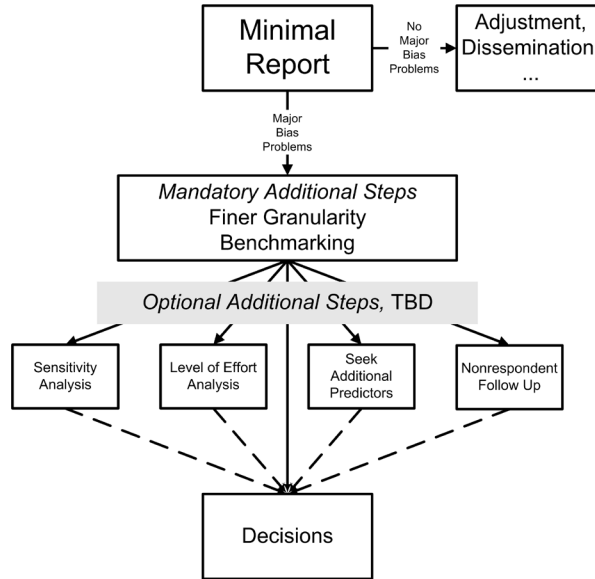 Minimal
Report
No
Major
Bias
Problems
Adjustment,
Dissemination
...
Major
Bias
Problems
Mandatory Additional Steps
Finer Granularity
Benchmarking
Optional Additional Steps, TBD
Sensitivity
Analysis
Level of Effort
Analysis
Seek
Additional
Predictors
Nonrespondent
Follow Up
Decisions